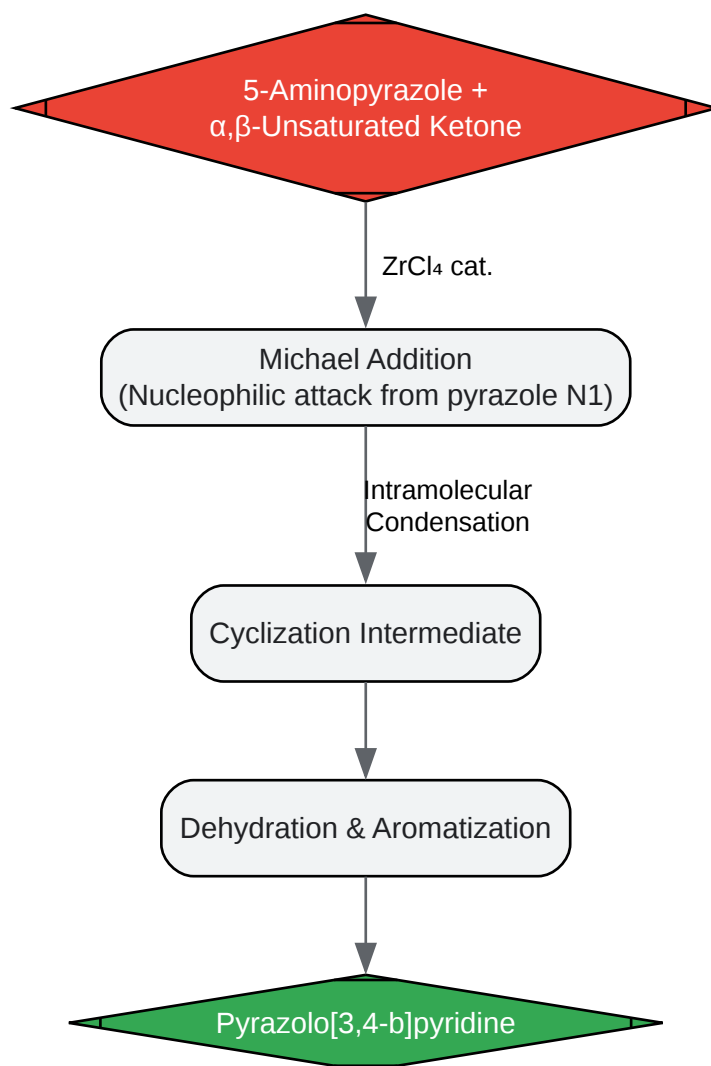 5-Aminopyrazole +
α,β-Unsaturated Ketone
ZrCl₄ cat.
Michael Addition
(Nucleophilic attack from pyrazole N1)
Intramolecular
Condensation
Cyclization Intermediate
Dehydration & Aromatization
Pyrazolo[3,4-b]pyridine